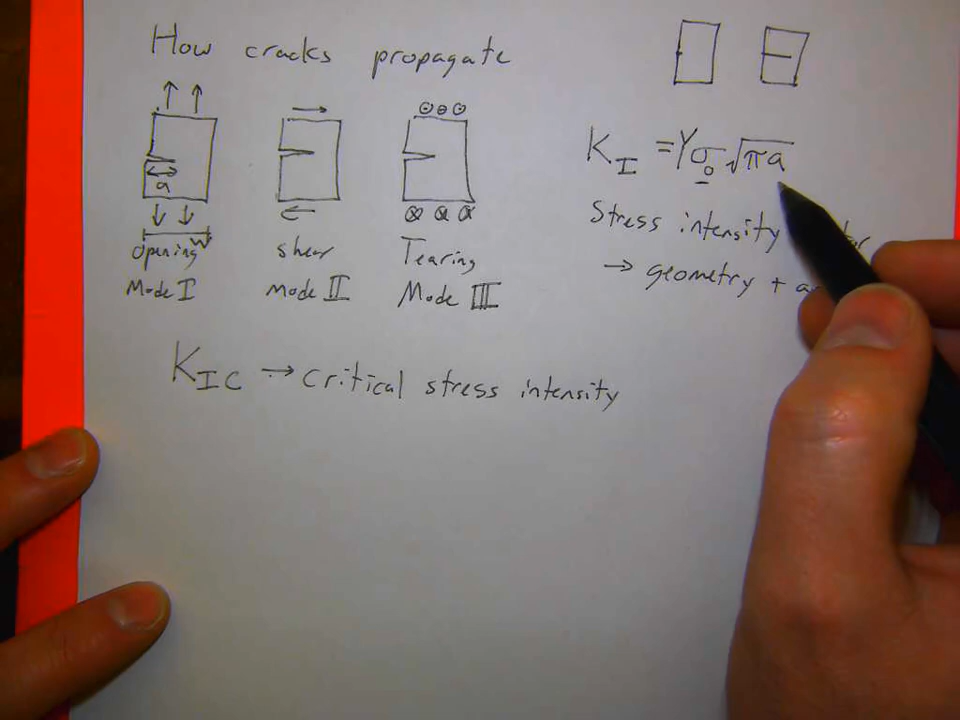 How cracks propagate
a
W
opening
Mode I
shear
mode II
Tearing
Mode III
K_I = Yσ₀√πa
Stress intensity
→ geometry +
K_IC → critical stress intensity